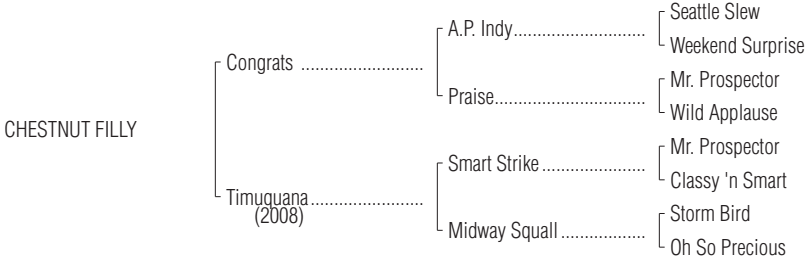 Seattle Slew
A.P. Indy..............................
Weekend Surprise
Congrats ...........................
Mr. Prospector
Praise..................................
Wild Applause
CHESTNUT FILLY
Mr. Prospector
Smart Strike.......................
Classy 'n Smart
Timuquana.........................
(2008)
Storm Bird
Midway Squall ...................
Oh So Precious